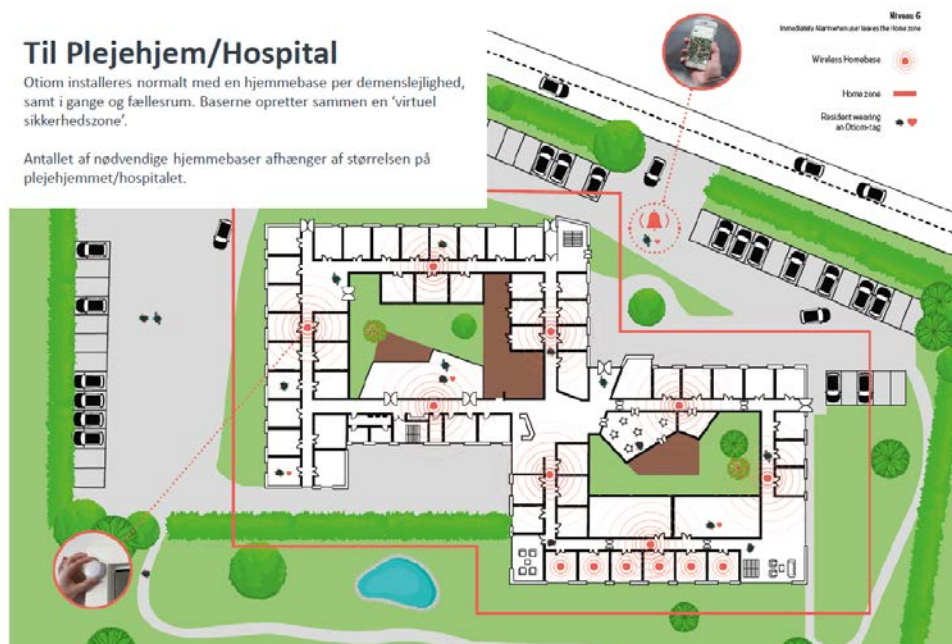 Til Plejehjem/Hospital
Otiom installeres normalt med en hjemmebase per demenslejlighed,
samt i gange og fællesrum. Baserne opretter sammen en ‘virtuel
sikkerhedszone’.
Antallet af nødvendige hjemmebaser afhænger af størrelsen på
plejehjemmet/hospitalet.
Niveau 6
Immediately Alarm when user leaves the Home zone
Wireless Homebase
Home zone
Resident wearing
an Otiom-tag